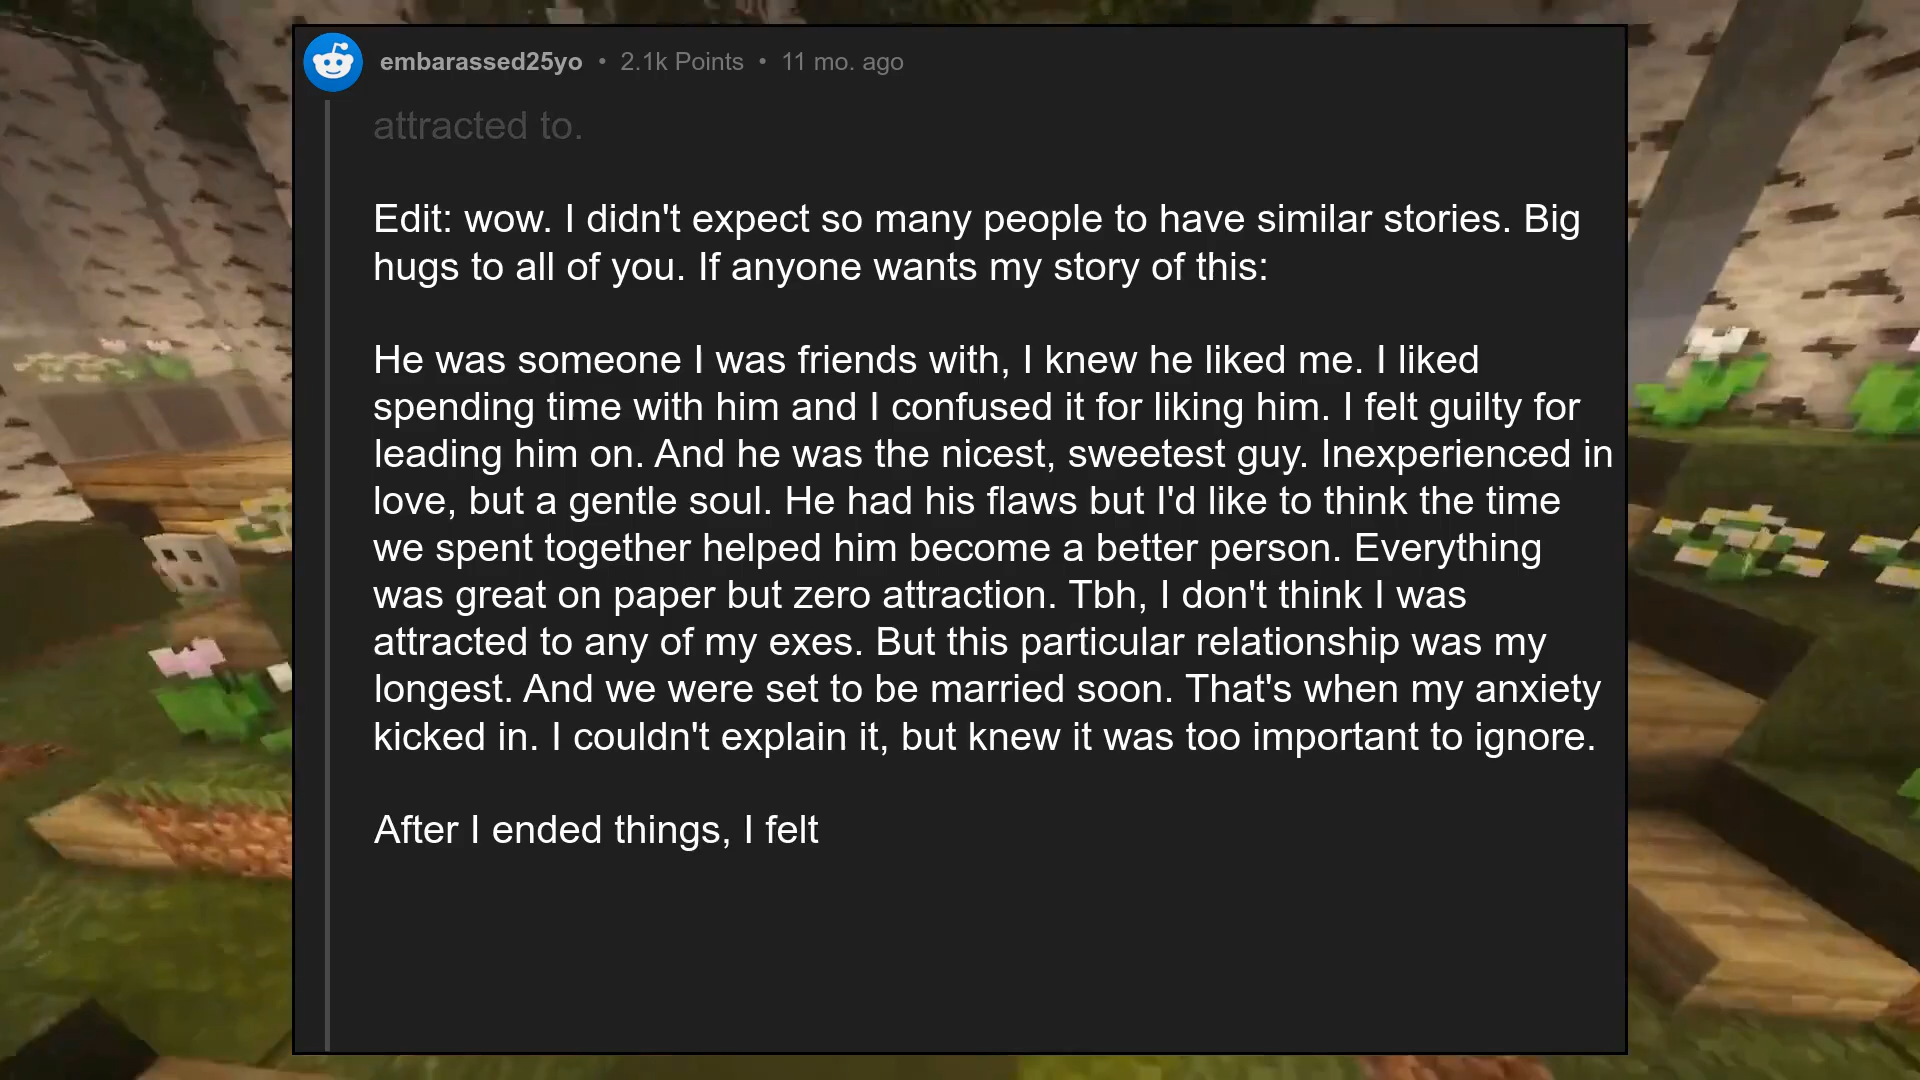 embarassed25yo • 2.1k Points • 11 mo. ago
attracted to.
Edit: wow. I didn't expect so many people to have similar stories. Big
hugs to all of you. If anyone wants my story of this:
He was someone I was friends with, I knew he liked me. I liked
spending time with him and I confused it for liking him. I felt guilty for
leading him on. And he was the nicest, sweetest guy. Inexperienced in
love, but a gentle soul. He had his flaws but I'd like to think the time
we spent together helped him become a better person. Everything
was great on paper but zero attraction. Tbh, I don't think I was
attracted to any of my exes. But this particular relationship was my
longest. And we were set to be married soon. That's when my anxiety
kicked in. I couldn't explain it, but knew it was too important to ignore.
After I ended things, I felt